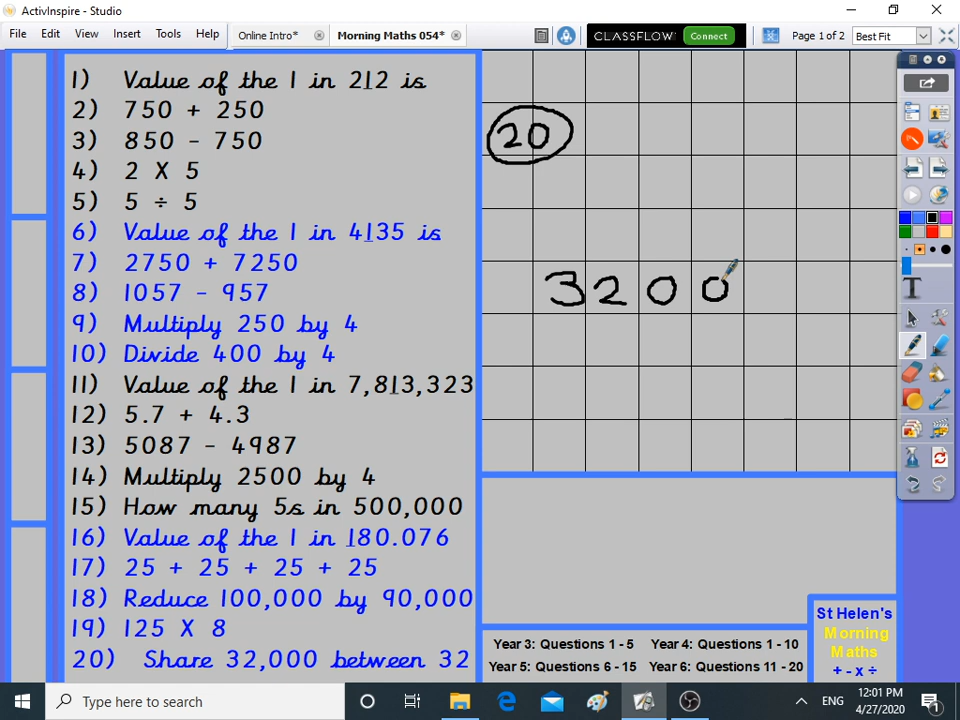 ActivInspire - Studio
File Edit View Insert Tools Help
Online Intro*
Morning Maths 054*
CLASSFLOW Connect
Page 1 of 2
Best Fit
1) Value of the 1 in 212 is
2) 750 + 250
3) 850 - 750
4) 2 X 5
5) 5 ÷ 5
6) Value of the 1 in 4135 is
7) 2750 + 7250
8) 1057 - 957
9) Multiply 250 by 4
10) Divide 400 by 4
11) Value of the 1 in 7,813,323
12) 5.7 + 4.3
13) 5087 - 4987
14) Multiply 2500 by 4
15) How many 5s in 500,000
16) Value of the 1 in 180.076
17) 25 + 25 + 25 + 25
18) Reduce 100,000 by 90,000
19) 125 X 8
20) Share 32,000 between 32
20
3200
T
Year 3: Questions 1 - 5 Year 4: Questions 1 - 10
Year 5: Questions 6 - 15 Year 6: Questions 11 - 20
St Helen's
Morning
Maths
+ - x ÷
Type here to search
ENG
12:01 PM
4/27/2020
1